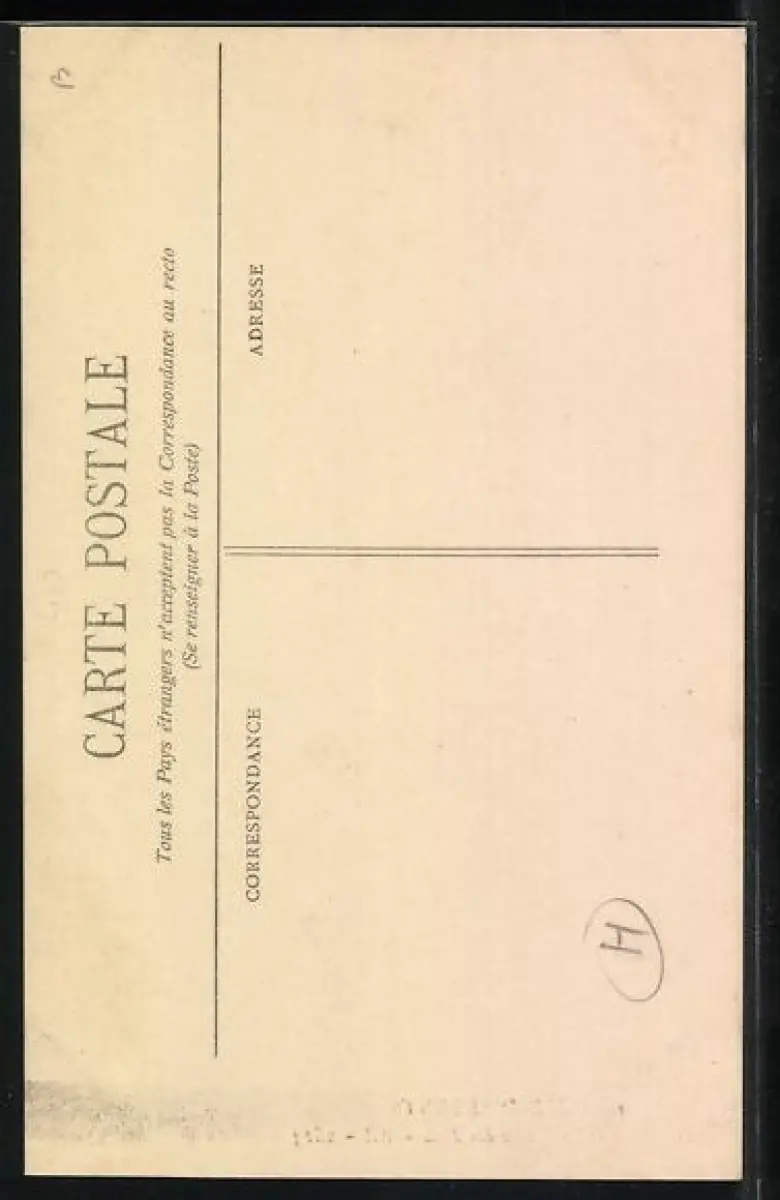 CARTE POSTALE
Tous les Pays étrangers n'acceptent pas la Correspondance au recto
(Se renseigner à la Poste)
CORRESPONDANCE
ADRESSE
H